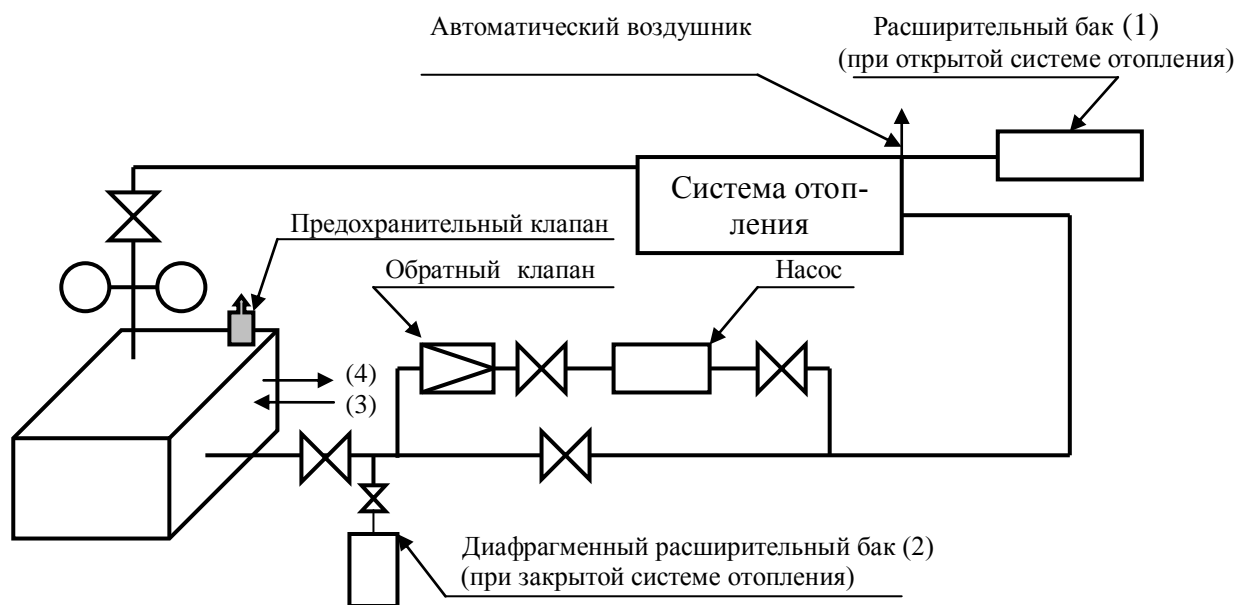 Автоматический воздушник
Расширительный бак (1)
(при открытой системе отопления)
Система отоп-
ления
Предохранительный клапан
Обратный клапан
Насос
(4)
(3)
Диафрагменный расширительный бак (2)
(при закрытой системе отопления)